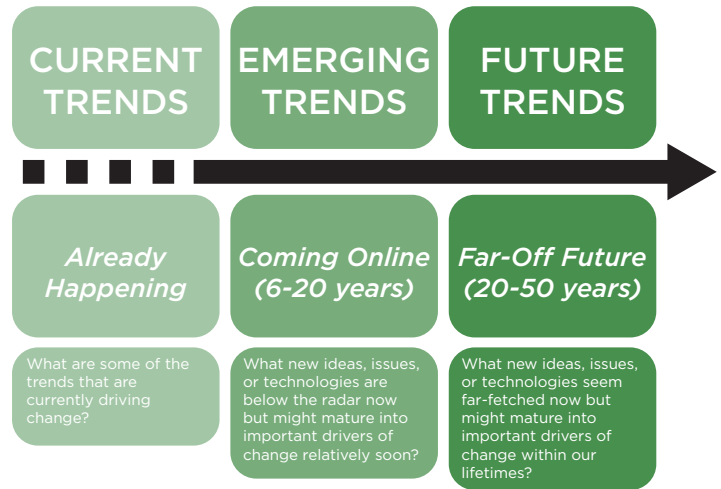 CURRENT
TRENDS
EMERGING
TRENDS
FUTURE
TRENDS
Already
Happening
Coming Online
(6-20 years)
Far-Off Future
(20-50 years)
What are some of the
trends that are
currently driving
change?
What new ideas, issues,
or technologies are
below the radar now
but might mature into
important drivers of
change relatively soon?
What new ideas, issues,
or technologies seem
far-fetched now but
might mature into
important drivers of
change within our
lifetimes?